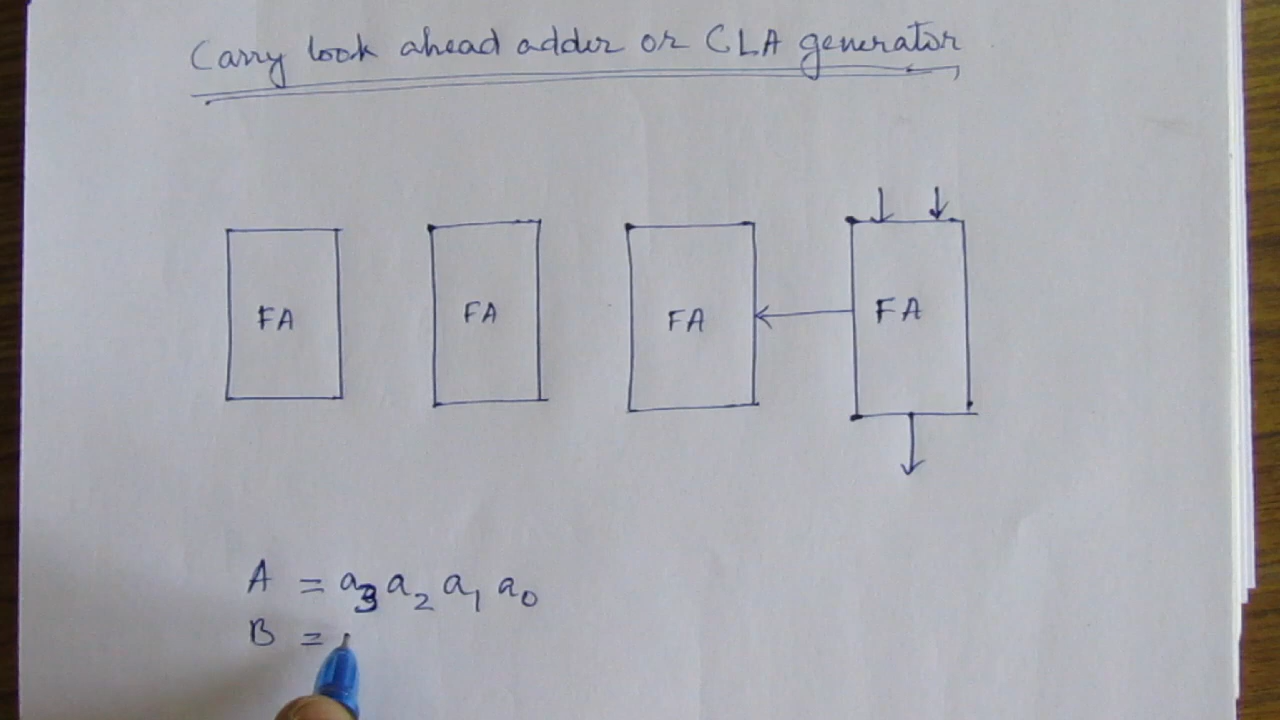 Carry look ahead adder or CLA generator
FA FA FA FA
A = a3 a2 a1 a0
B =